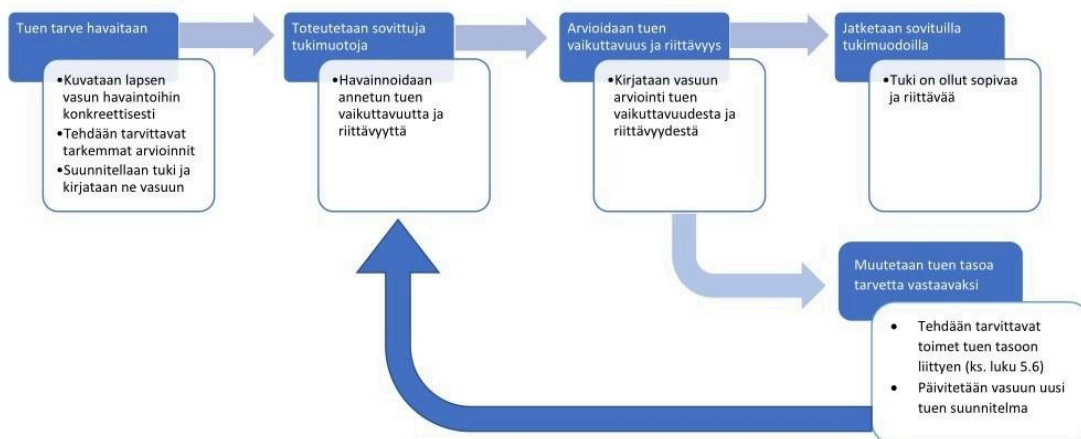 Tuen tarve havaitaan
•Kuvataan lapsen
vasun havaintoihin
konkreettisesti
•Tehdään tarvittavat
tarkemmat arvioinnit
•Suunnitellaan tuki ja
kirjataan ne vasuun
Toteutetaan sovittuja
tukimuotoja
•Havainnoidaan
annetun tuen
vaikuttavuutta ja
riittävyyttä
Arvioidaan tuen
vaikuttavuus ja riittävyys
•Kirjataan vasuun
arviointi tuen
vaikuttavuudesta ja
riittävyydestä
Jatketaan sovituilla
tukimuodoilla
•Tuki on ollut sopivaa
ja riittävää
Muutetaan tuen tasoa
tarvetta vastaavaksi
• Tehdään tarvittavat
toimet tuen tasoon
liittyen (ks. luku 5.6)
• Päivitetään vasuun uusi
tuen suunnitelma